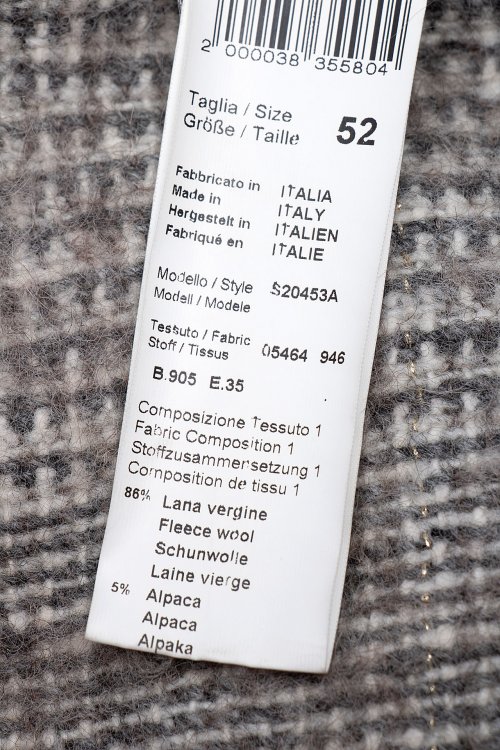 2 000038 355804
Taglia / Size
Größe / Taille 52
Fabbricato in ITALIA
Made in ITALY
Hergestelt in ITALIEN
Fabriqué en ITALIE
Modello / Style S20453A
Modell / Modele
Tessuto / Fabric 05464 946
Stoff / Tissus
B.905 E.35
Composizione Tessuto 1
Fabric Composition 1
Stoffzusammersetzung 1
Composition de tissu 1
86% Lana vergine
Fleece wool
Schunwolle
Laine vierge
5% Alpaca
Alpaca
Alpaka